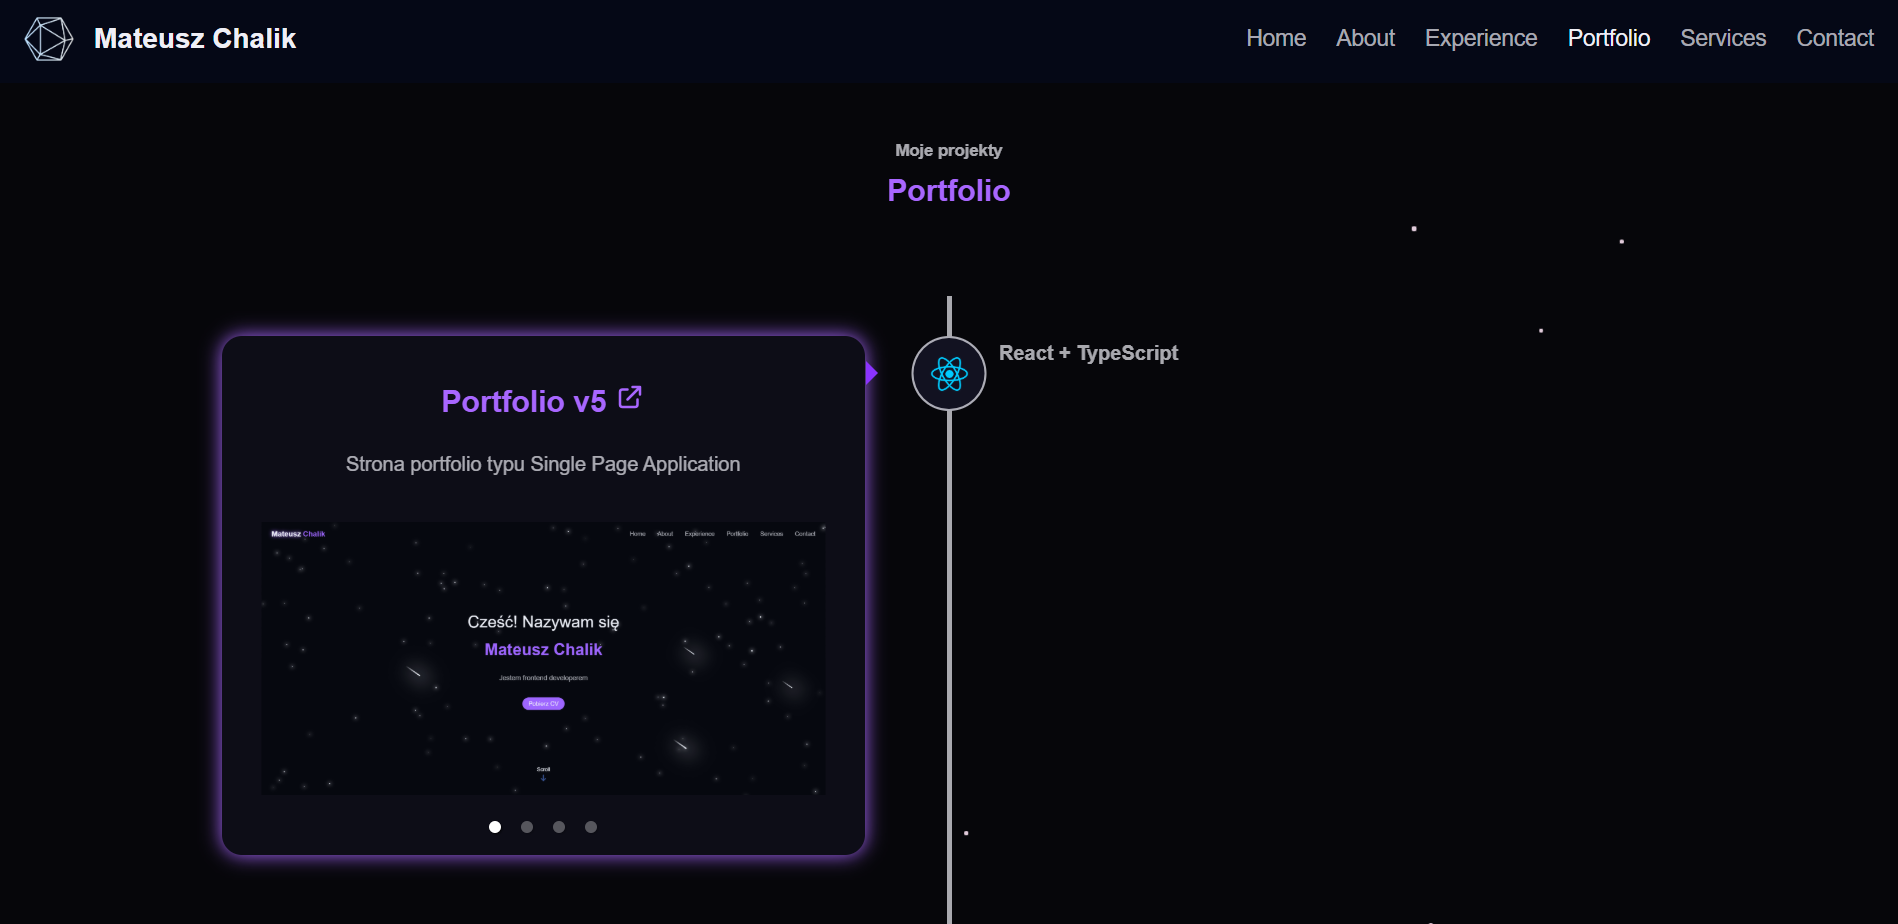 Mateusz Chalik
Home About Experience Portfolio Services Contact
Moje projekty
Portfolio
React + TypeScript
Portfolio v5
Strona portfolio typu Single Page Application
Mateusz Chalik
Home About Experience Portfolio Services Contact
Cześć! Nazywam się
Mateusz Chalik
Jestem frontend developerem
Pobierz CV
Scroll